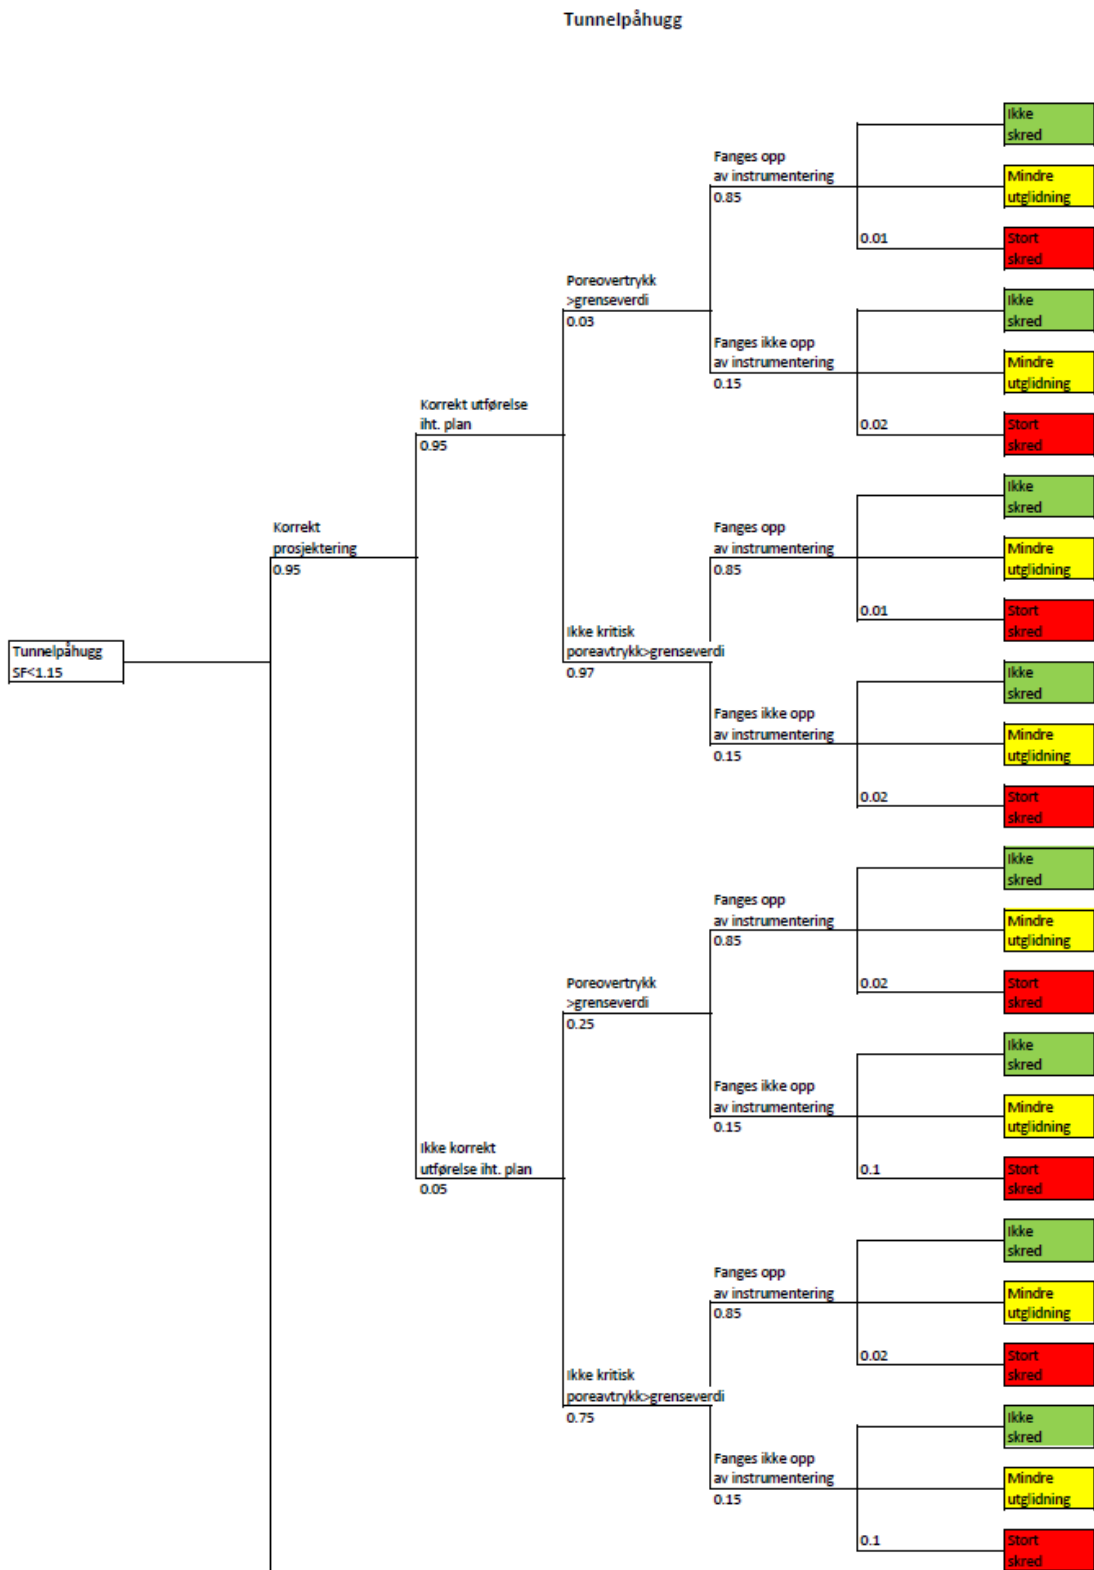 Tunnelpåhugg
Ikke
skred
Fanges opp
av instrumentering
0.85
Mindre
utglidning
0.01
Stort
skred
Poreovertrykk
>grenseverdi
0.03
Ikke
skred
Fanges ikke opp
av instrumentering
0.15
Mindre
utglidning
Korrekt utførelse
iht. plan
0.95
0.02
Stort
skred
Ikke
skred
Korrekt
prosjektering
0.95
Fanges opp
av instrumentering
0.85
Mindre
utglidning
0.01
Stort
skred
Tunnelpåhugg
SF<1.15
Ikke kritisk
poreavtrykk>grenseverdi
0.97
Ikke
skred
Fanges ikke opp
av instrumentering
0.15
Mindre
utglidning
0.02
Stort
skred
Ikke
skred
Fanges opp
av instrumentering
0.85
Mindre
utglidning
0.02
Stort
skred
Poreovertrykk
>grenseverdi
0.25
Ikke
skred
Fanges ikke opp
av instrumentering
0.15
Mindre
utglidning
Ikke korrekt
utførelse iht. plan
0.05
0.1
Stort
skred
Ikke
skred
Fanges opp
av instrumentering
0.85
Mindre
utglidning
0.02
Stort
skred
Ikke kritisk
poreavtrykk>grenseverdi
0.75
Ikke
skred
Fanges ikke opp
av instrumentering
0.15
Mindre
utglidning
0.1
Stort
skred